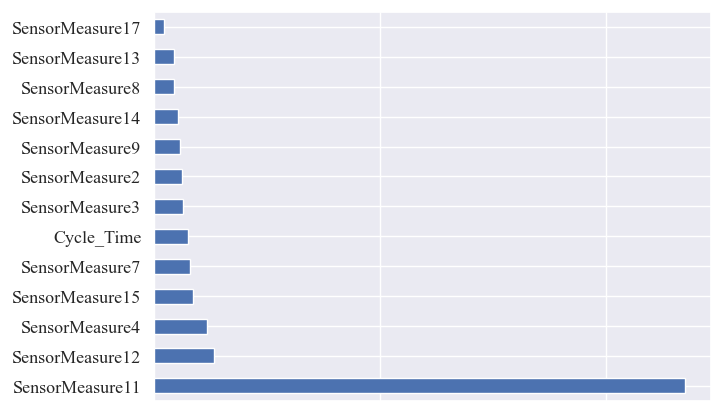 SensorMeasure17
SensorMeasure13
SensorMeasure8
SensorMeasure14
SensorMeasure9
SensorMeasure2
SensorMeasure3
Cycle_Time
SensorMeasure7
SensorMeasure15
SensorMeasure4
SensorMeasure12
SensorMeasure11